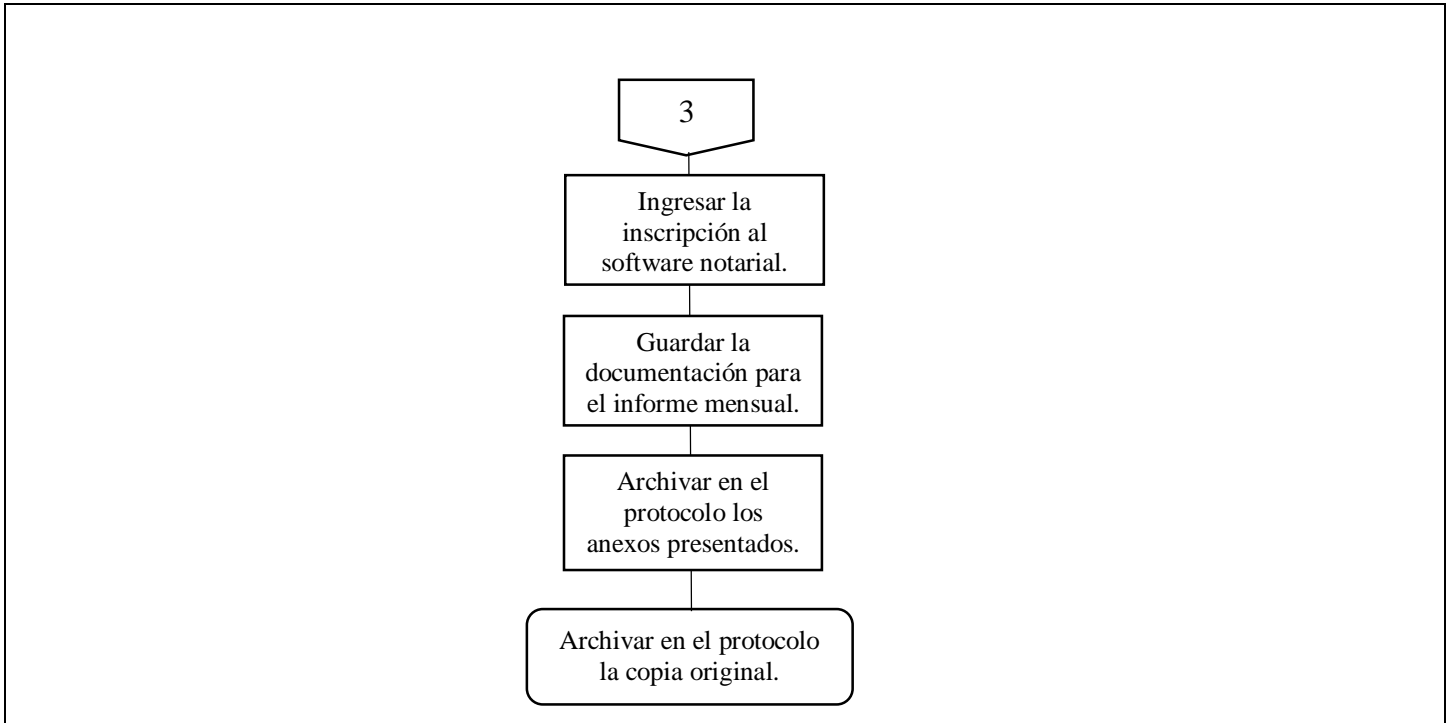 3
Ingresar la
inscripción al
software notarial.
Guardar la
documentación para
el informe mensual.
Archivar en el
protocolo los
anexos presentados.
Archivar en el protocolo
la copia original.